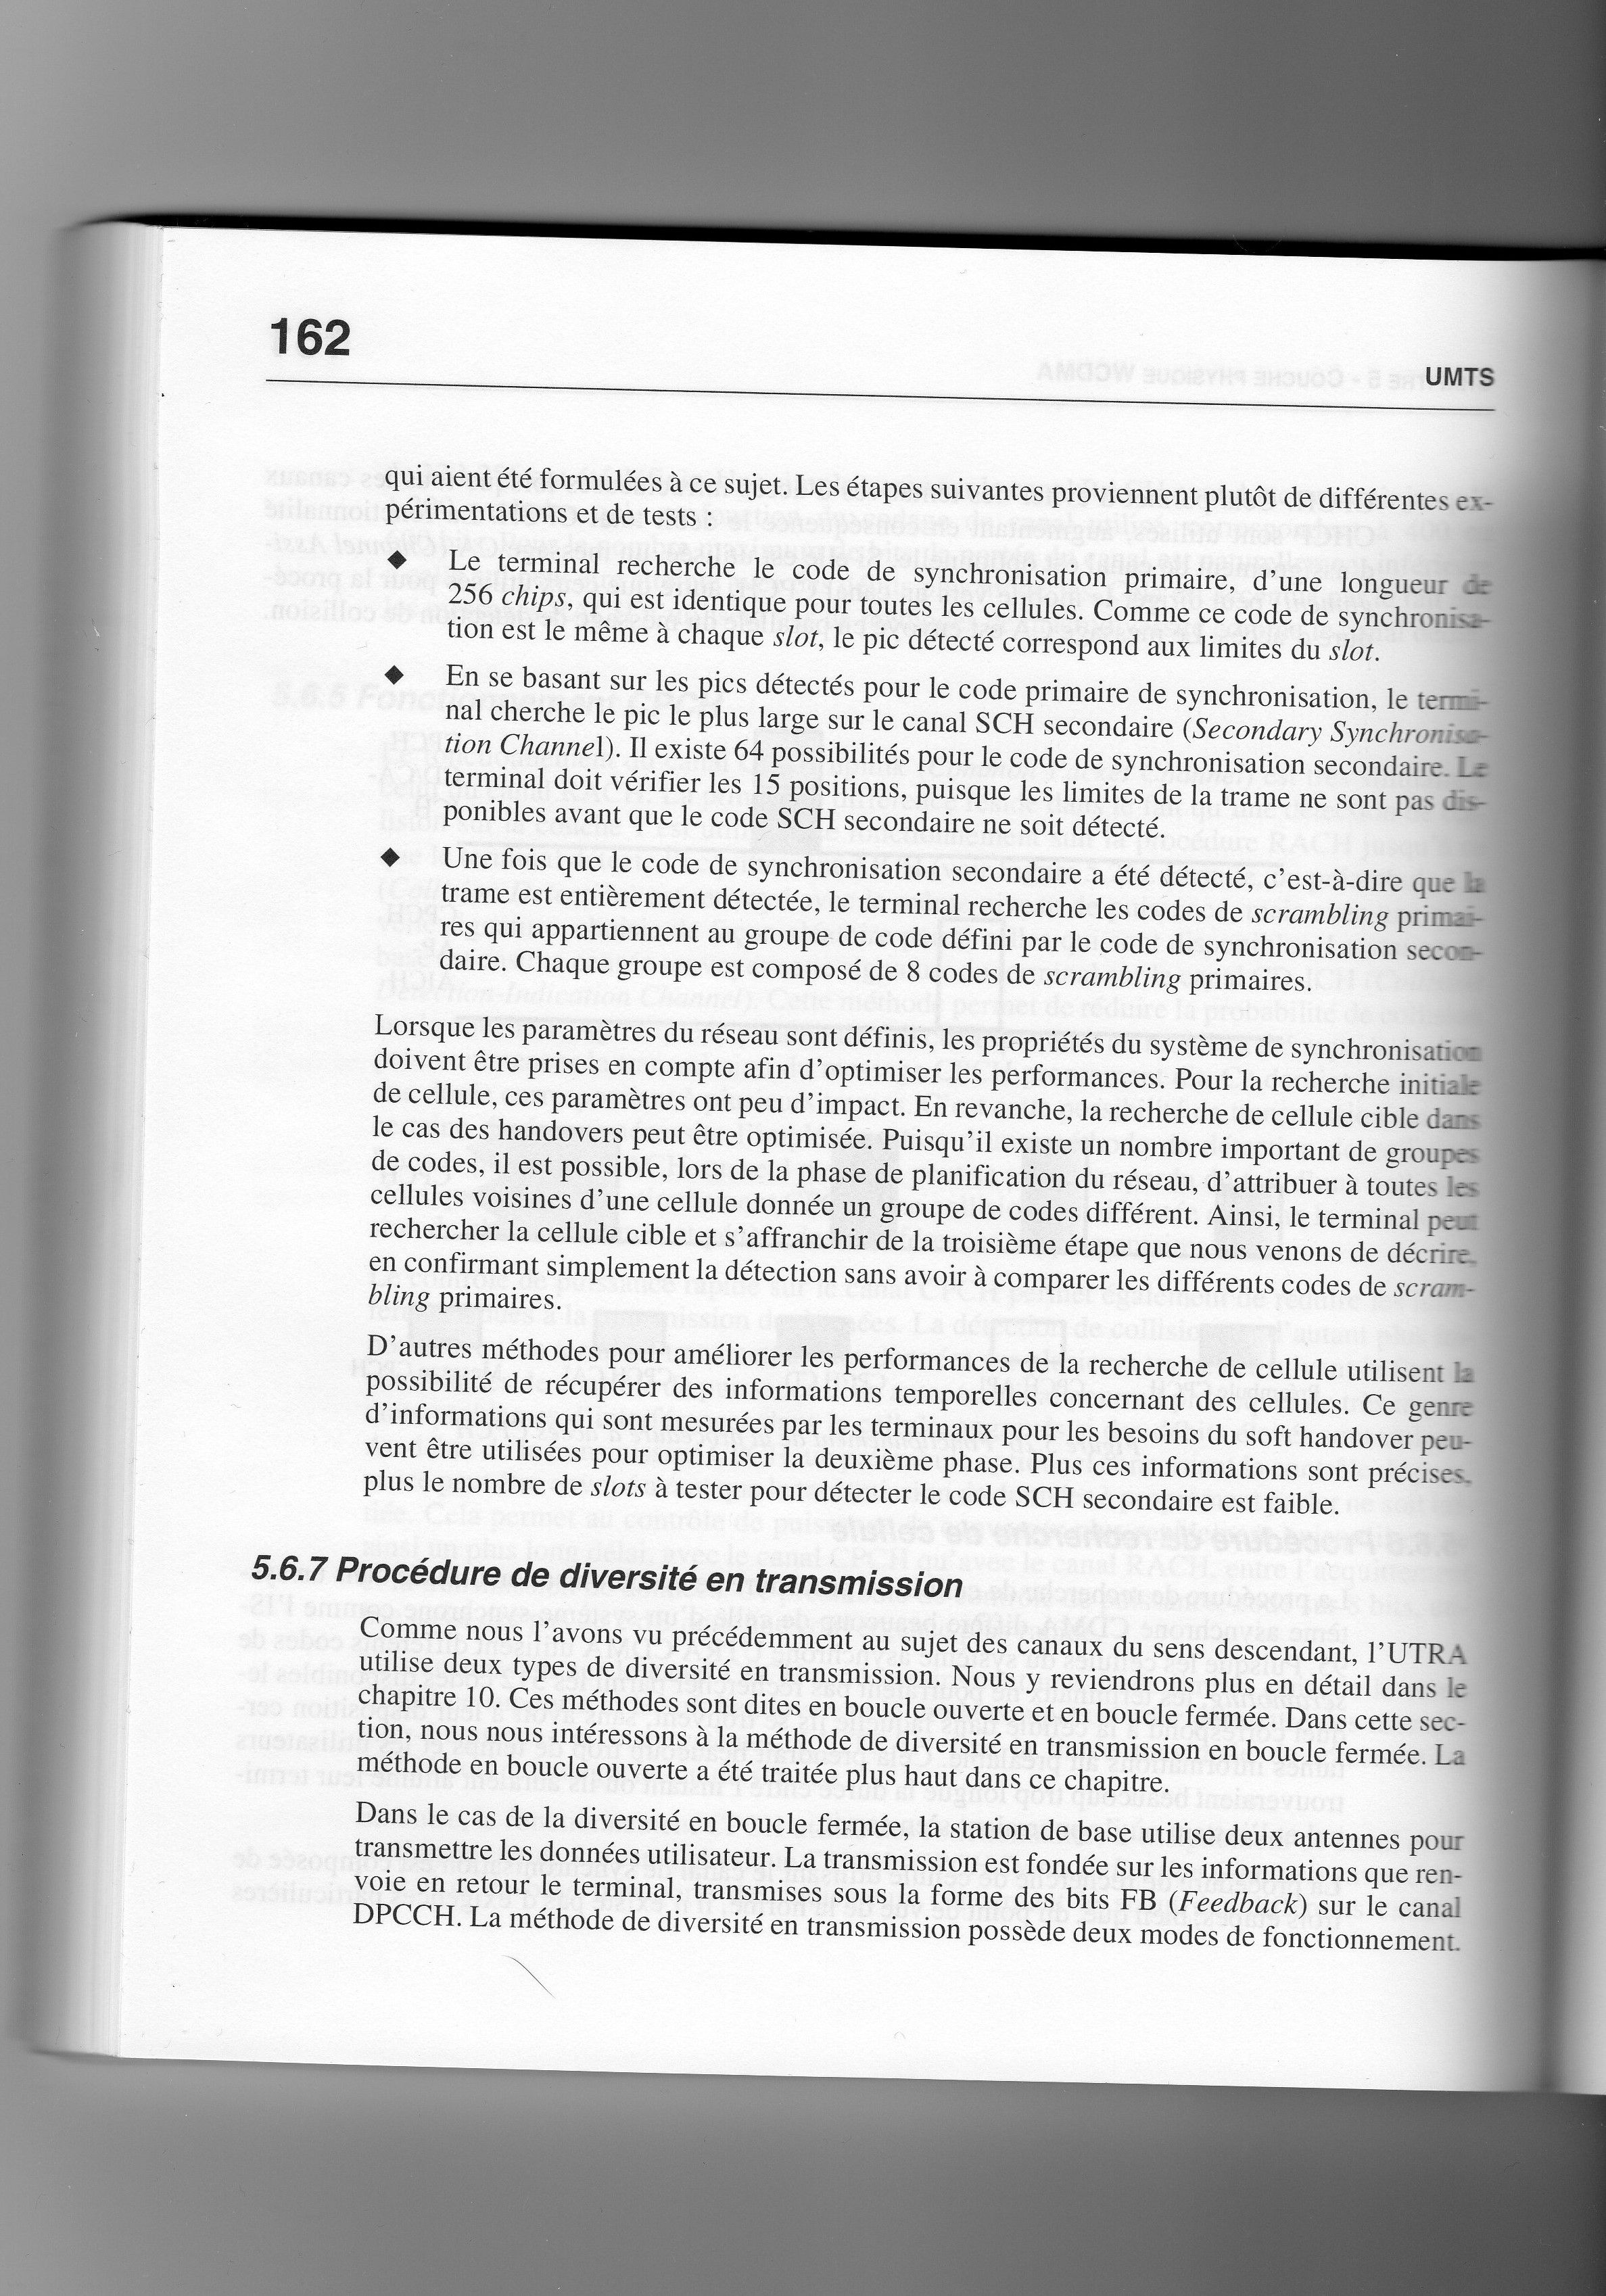 162
UMTS
qui aient été formulées à ce sujet. Les étapes suivantes proviennent plutôt de différentes ex-
périmentations et de tests :
◆ Le terminal recherche le code de synchronisation primaire, d'une longueur de
256 chips, qui est identique pour toutes les cellules. Comme ce code de synchronisa-
tion est le même à chaque slot, le pic détecté correspond aux limites du slot.
◆ En se basant sur les pics détectés pour le code primaire de synchronisation, le termi-
nal cherche le pic le plus large sur le canal SCH secondaire (Secondary Synchronisa-
tion Channel). Il existe 64 possibilités pour le code de synchronisation secondaire. Le
terminal doit vérifier les 15 positions, puisque les limites de la trame ne sont pas dis-
ponibles avant que le code SCH secondaire ne soit détecté.
◆ Une fois que le code de synchronisation secondaire a été détecté, c'est-à-dire que la
trame est entièrement détectée, le terminal recherche les codes de scrambling primai-
res qui appartiennent au groupe de code défini par le code de synchronisation secon-
daire. Chaque groupe est composé de 8 codes de scrambling primaires.
Lorsque les paramètres du réseau sont définis, les propriétés du système de synchronisation
doivent être prises en compte afin d'optimiser les performances. Pour la recherche initiale
de cellule, ces paramètres ont peu d'impact. En revanche, la recherche de cellule cible dans
le cas des handovers peut être optimisée. Puisqu'il existe un nombre important de groupes
de codes, il est possible, lors de la phase de planification du réseau, d'attribuer à toutes les
cellules voisines d'une cellule donnée un groupe de codes différent. Ainsi, le terminal peut
rechercher la cellule cible et s'affranchir de la troisième étape que nous venons de décrire,
en confirmant simplement la détection sans avoir à comparer les différents codes de scram-
bling primaires.
D'autres méthodes pour améliorer les performances de la recherche de cellule utilisent la
possibilité de récupérer des informations temporelles concernant des cellules. Ce genre
d'informations qui sont mesurées par les terminaux pour les besoins du soft handover peu-
vent être utilisées pour optimiser la deuxième phase. Plus ces informations sont précises,
plus le nombre de slots à tester pour détecter le code SCH secondaire est faible.
5.6.7 Procédure de diversité en transmission
Comme nous l'avons vu précédemment au sujet des canaux du sens descendant, l'UTRA
utilise deux types de diversité en transmission. Nous y reviendrons plus en détail dans le
chapitre 10. Ces méthodes sont dites en boucle ouverte et en boucle fermée. Dans cette sec-
tion, nous nous intéressons à la méthode de diversité en transmission en boucle fermée. La
méthode en boucle ouverte a été traitée plus haut dans ce chapitre.
Dans le cas de la diversité en boucle fermée, la station de base utilise deux antennes pour
transmettre les données utilisateur. La transmission est fondée sur les informations que ren-
voie en retour le terminal, transmises sous la forme des bits FB (Feedback) sur le canal
DPCCH. La méthode de diversité en transmission possède deux modes de fonctionnement.